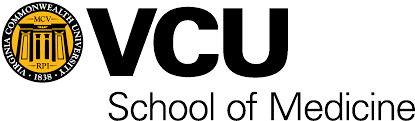 VIRGINIA COMMONWEALTH UNIVERSITY
MCV
RPI
· 1838 ·
VCU
School of Medicine